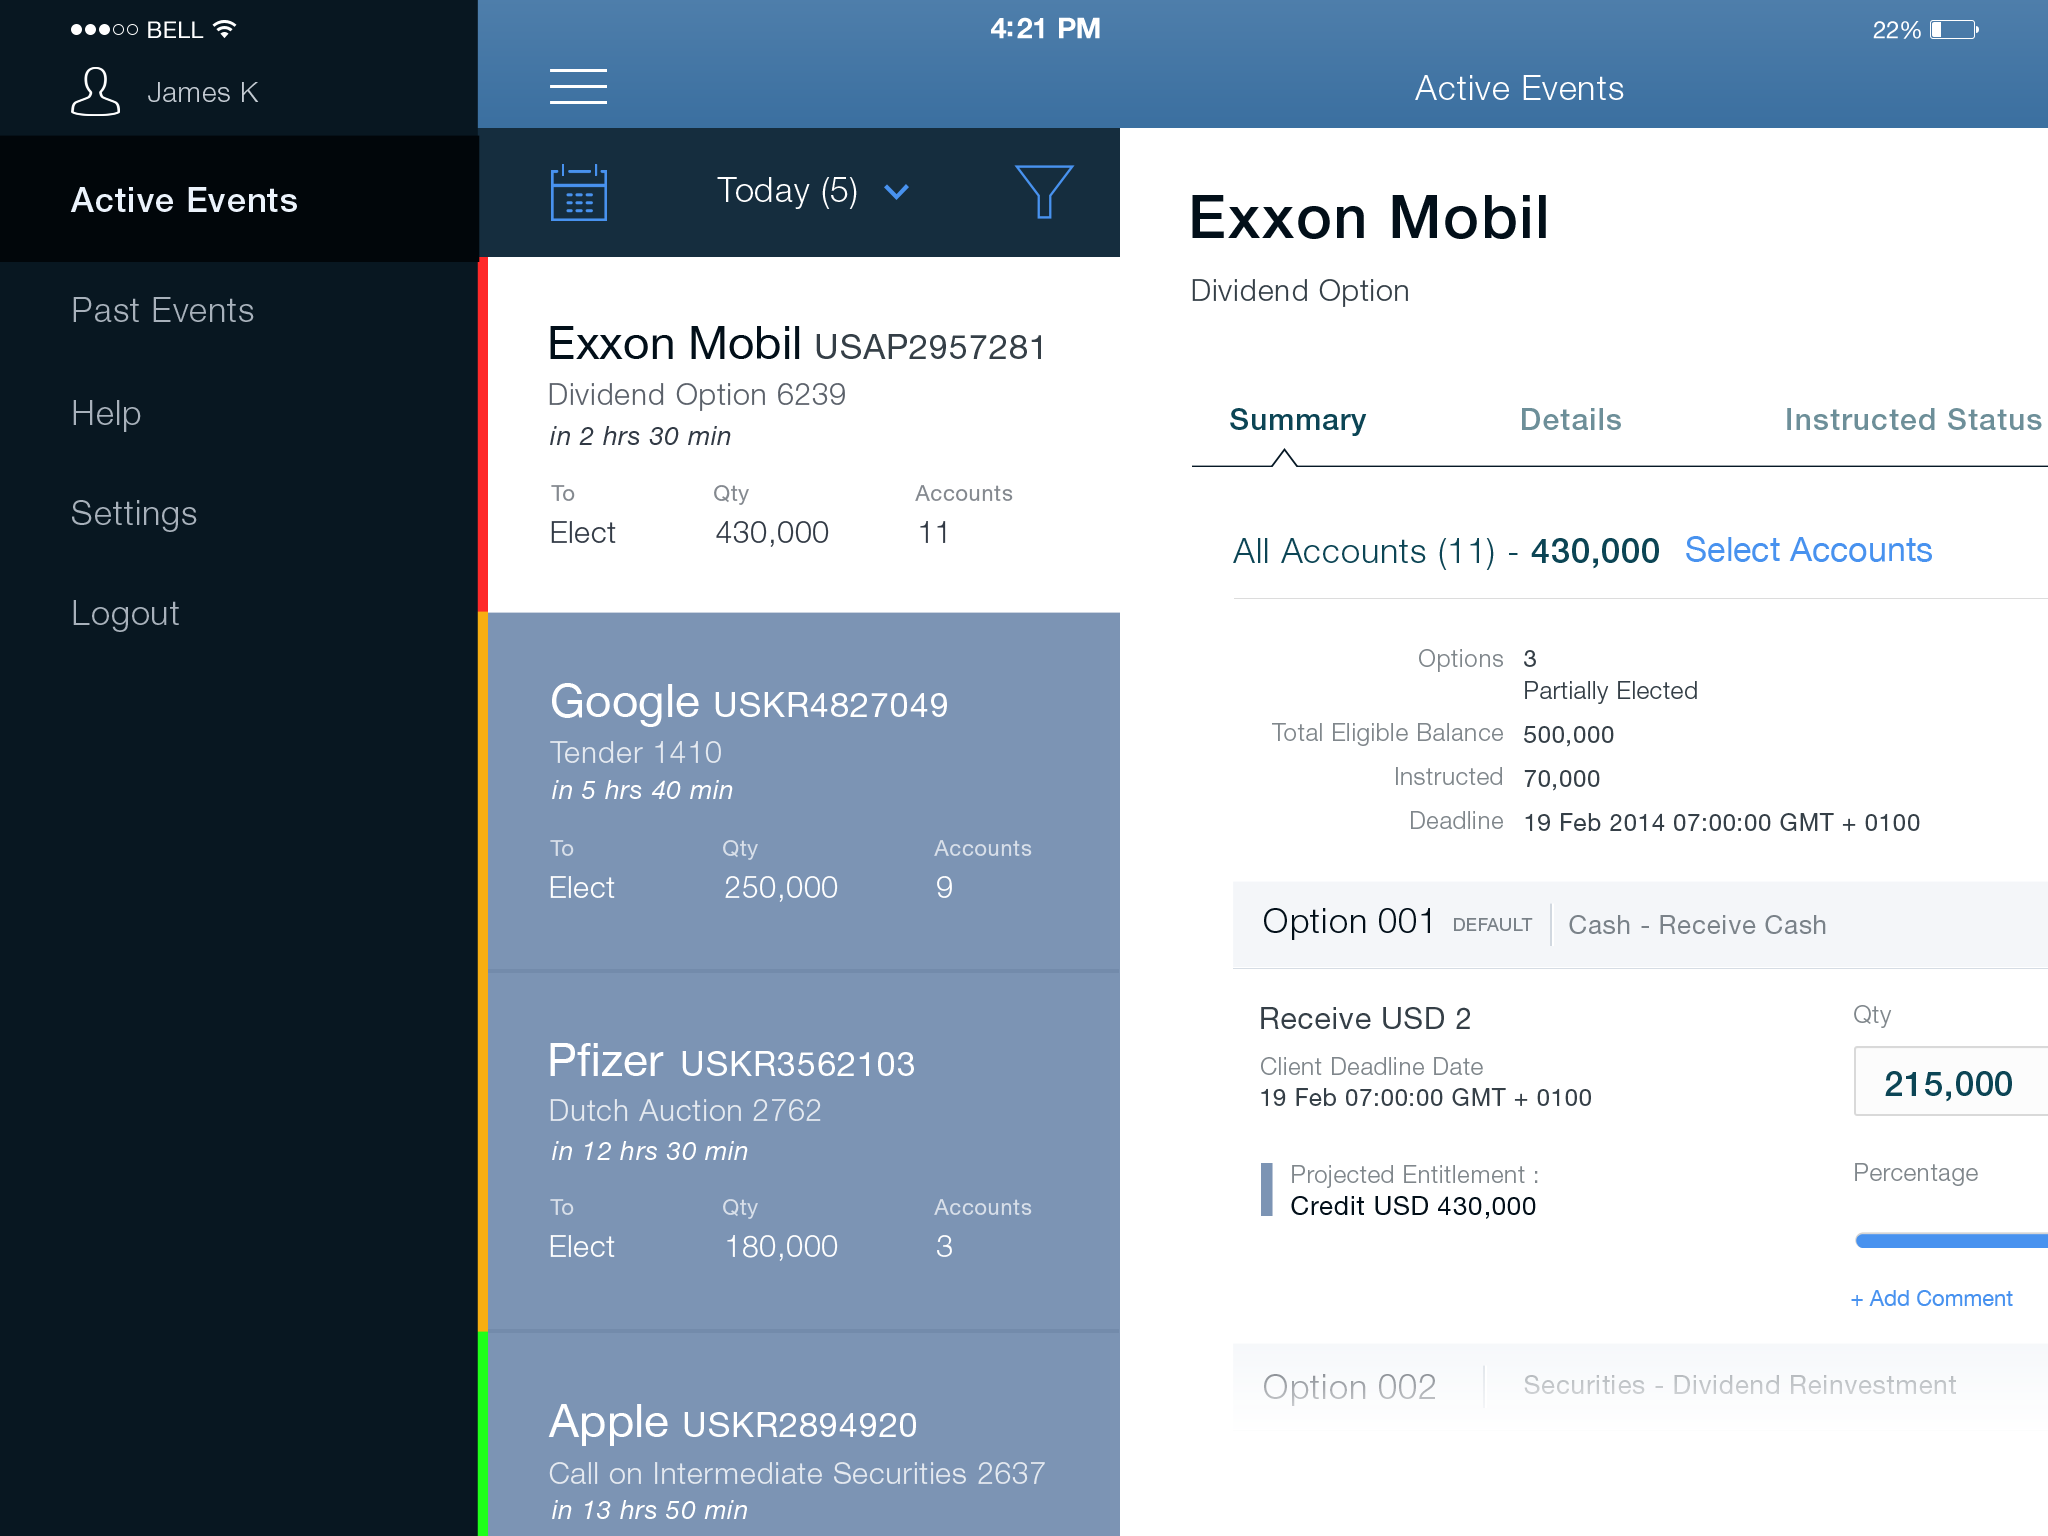 BELL
4:21 PM
22%
James K
Active Events
Past Events
Help
Settings
Logout
Active Events
Today (5)
Exxon Mobil USAP2957281
Dividend Option 6239
in 2 hrs 30 min
To Qty Accounts
Elect 430,000 11
Google USKR4827049
Tender 1410
in 5 hrs 40 min
To Qty Accounts
Elect 250,000 9
Pfizer USKR3562103
Dutch Auction 2762
in 12 hrs 30 min
To Qty Accounts
Elect 180,000 3
Apple USKR2894920
Call on Intermediate Securities 2637
in 13 hrs 50 min
Exxon Mobil
Dividend Option
Summary Details Instructed Status
All Accounts (11) - 430,000 Select Accounts
Options 3
Partially Elected
Total Eligible Balance 500,000
Instructed 70,000
Deadline 19 Feb 2014 07:00:00 GMT + 0100
Option 001 DEFAULT Cash - Receive Cash
Receive USD 2
Client Deadline Date
19 Feb 07:00:00 GMT + 0100
Projected Entitlement :
Credit USD 430,000
Qty
215,000
Percentage
+ Add Comment
Option 002 Securities - Dividend Reinvestment